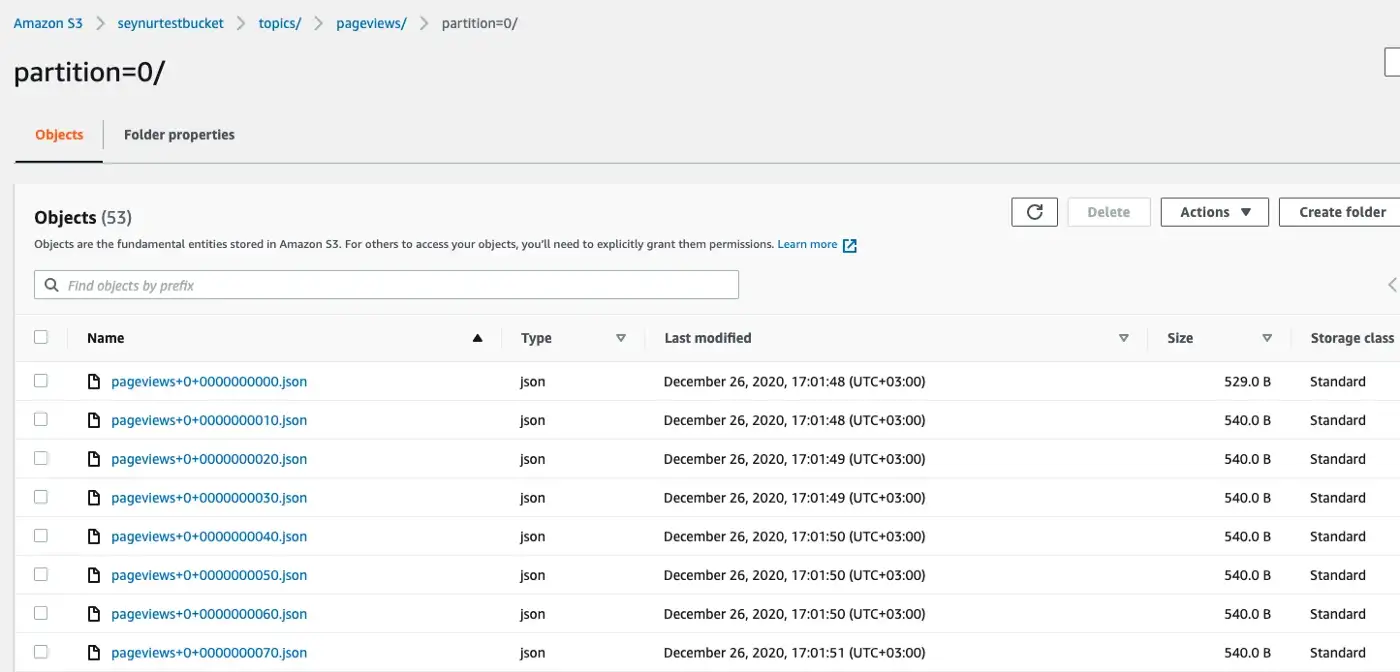 Amazon S3 > seynurtestbucket > topics/ > pageviews/ > partition=0/
partition=0/
Objects Folder properties
Objects (53)
Delete Actions Create folder
Objects are the fundamental entities stored in Amazon S3. For others to access your objects, you'll need to explicitly grant them permissions. Learn more
Find objects by prefix
Name Type Last modified Size Storage class
pageviews+0+0000000000.json json December 26, 2020, 17:01:48 (UTC+03:00) 529.0 B Standard
pageviews+0+0000000010.json json December 26, 2020, 17:01:48 (UTC+03:00) 540.0 B Standard
pageviews+0+0000000020.json json December 26, 2020, 17:01:49 (UTC+03:00) 540.0 B Standard
pageviews+0+0000000030.json json December 26, 2020, 17:01:49 (UTC+03:00) 540.0 B Standard
pageviews+0+0000000040.json json December 26, 2020, 17:01:50 (UTC+03:00) 540.0 B Standard
pageviews+0+0000000050.json json December 26, 2020, 17:01:50 (UTC+03:00) 540.0 B Standard
pageviews+0+0000000060.json json December 26, 2020, 17:01:50 (UTC+03:00) 540.0 B Standard
pageviews+0+0000000070.json json December 26, 2020, 17:01:51 (UTC+03:00) 540.0 B Standard